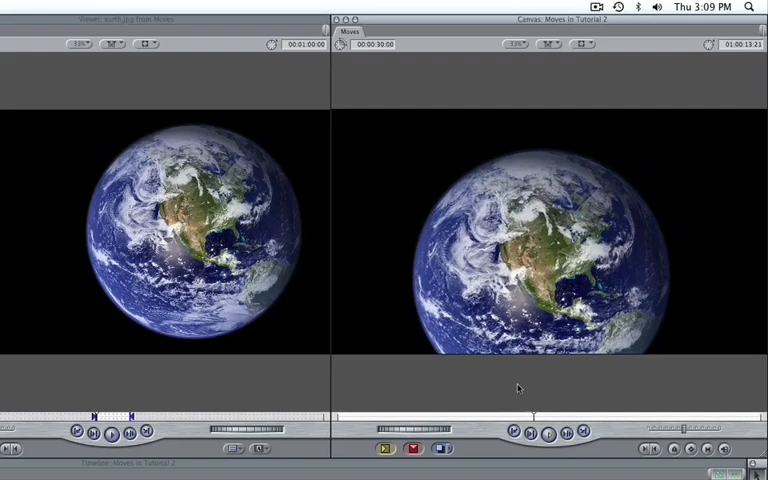 Thu 3:09 PM
Viewer: earth.jpg from Moves
Canvas: Moves in Tutorial 2
Moves
33%
00:01:00:00
00:00:30:00
33%
01:00:13:21
Timeline: Moves in Tutorial 2